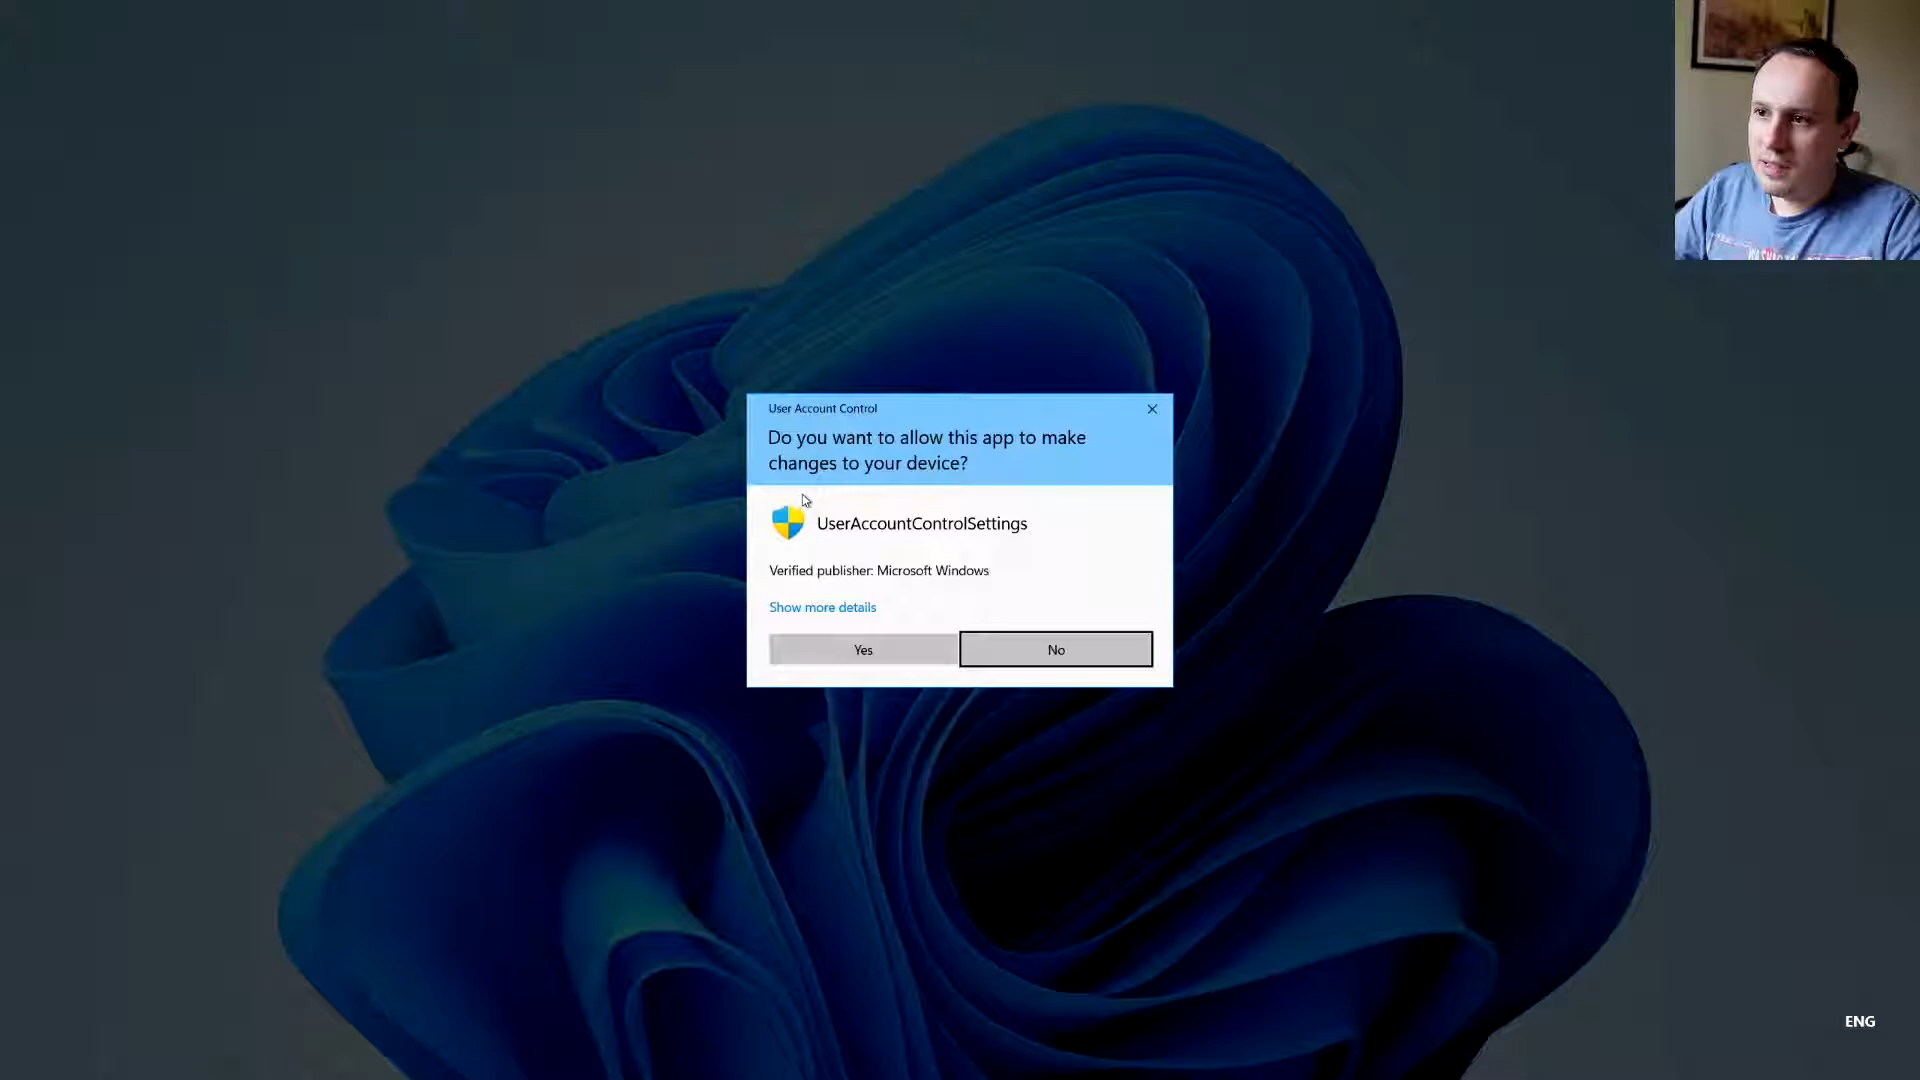 User Account Control
Do you want to allow this app to make
changes to your device?
UserAccountControlSettings
Verified publisher: Microsoft Windows
Show more details
Yes
No
ENG